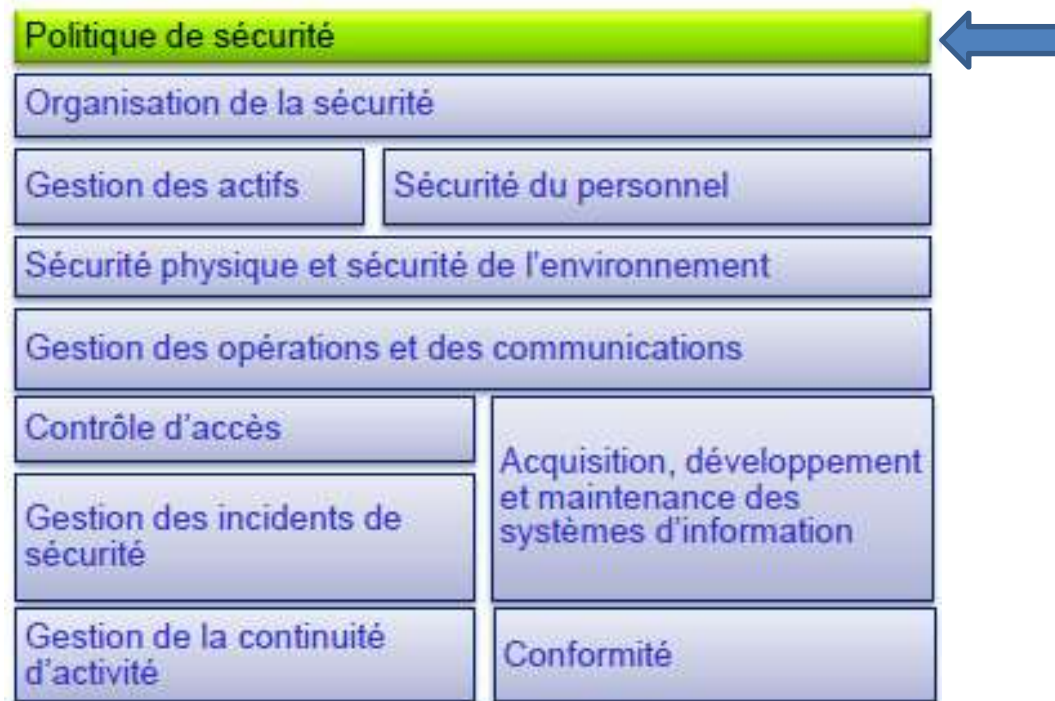 Politique de sécurité
Organisation de la sécurité
Gestion des actifs
Sécurité du personnel
Sécurité physique et sécurité de l'environnement
Gestion des opérations et des communications
Contrôle d'accès
Acquisition, développement
et maintenance des
systèmes d'information
Gestion des incidents de
sécurité
Gestion de la continuité
d'activité
Conformité